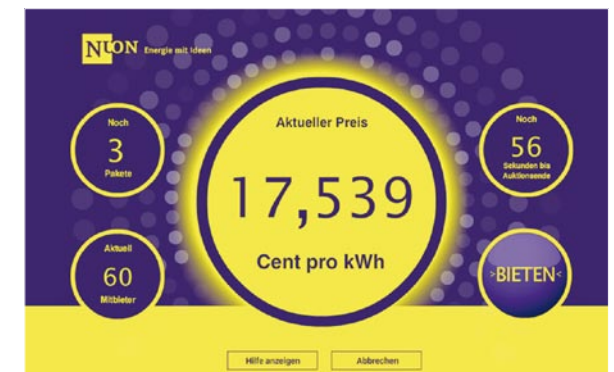 NUON Energie mit Ideen
Noch
3
Pakete
Aktueller Preis
17,539
Cent pro kWh
Noch
56
Sekunden bis
Auktionsende
Aktuell
60
Mitbieter
>BIETEN<
Hilfe anzeigen
Abbrechen